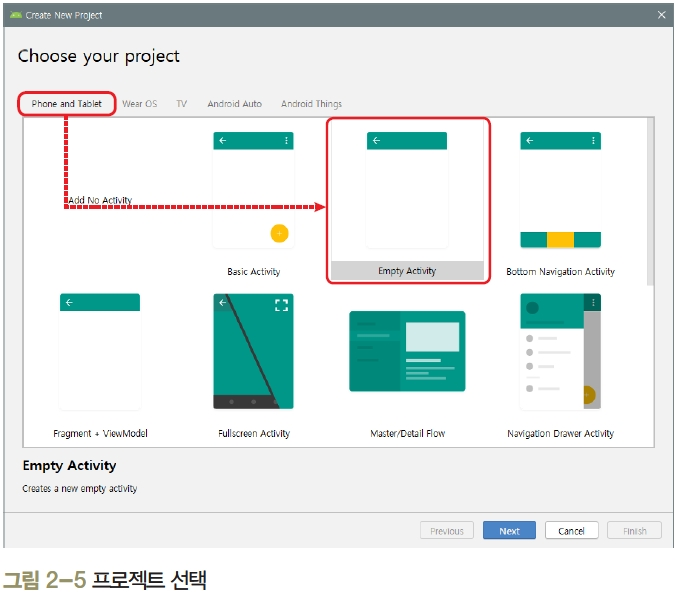 Create New Project
Choose your project
Phone and Tablet Wear OS TV Android Auto Android Things
Add No Activity
Basic Activity
Empty Activity
Bottom Navigation Activity
Fragment + ViewModel
Fullscreen Activity
Master/Detail Flow
Navigation Drawer Activity
Empty Activity
Creates a new empty activity
Previous Next Cancel Finish
그림 2-5 프로젝트 선택